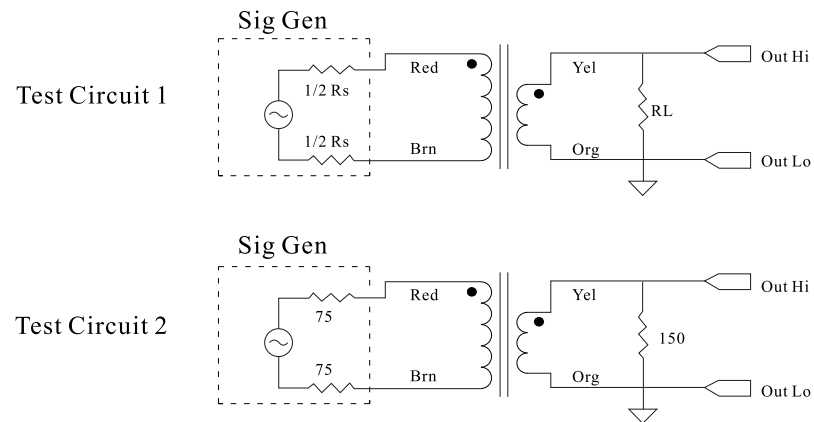 Sig Gen
Test Circuit 1
1/2 Rs
1/2 Rs
Red
Brn
Yel
Org
RL
Out Hi
Out Lo
Sig Gen
Test Circuit 2
75
75
Red
Brn
Yel
Org
150
Out Hi
Out Lo